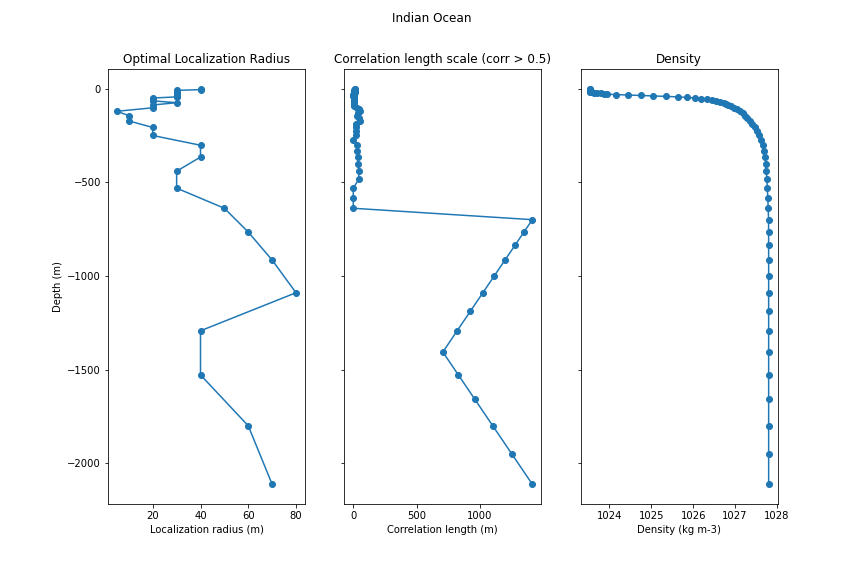 Indian Ocean
Optimal Localization Radius
Correlation length scale (corr > 0.5)
Density
Depth (m)
0
−500
−1000
−1500
−2000
20 40 60 80
0 500 1000
1024 1025 1026 1027 1028
Localization radius (m)
Correlation length (m)
Density (kg m-3)